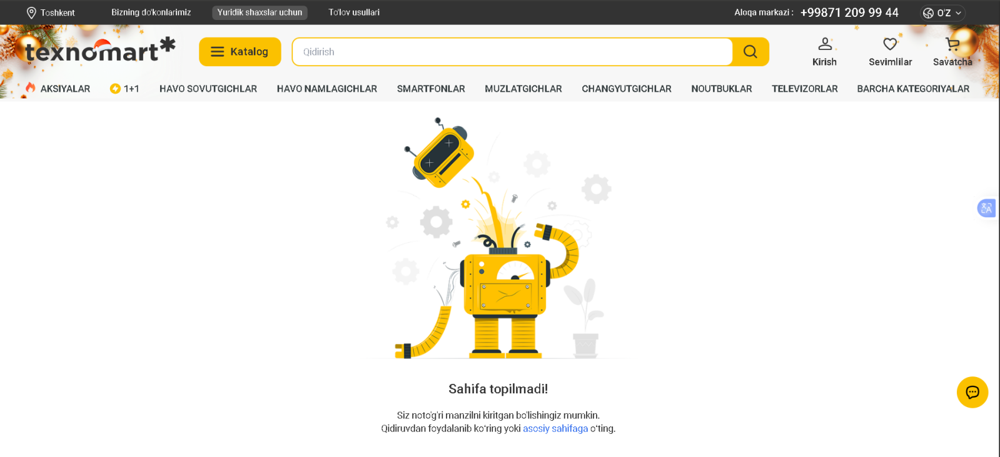 Toshkent
Bizning do'konlarimiz
Yuridik shaxslar uchun
To'lov usullari
Aloqa markazi : +99871 209 99 44
O'Z
texnomart*
Katalog
Qidirish
Kirish
Sevimlilar
Savatcha
AKSIYALAR
1+1
HAVO SOVUTGICHLAR
HAVO NAMLAGICHLAR
SMARTFONLAR
MUZLATGICHLAR
CHANGYUTGICHLAR
NOUTBUKLAR
TELEVIZORLAR
BARCHA KATEGORIYALAR
Sahifa topilmadi!
Siz noto'g'ri manzilni kiritgan bo'lishingiz mumkin.
Qidiruvdan foydalanib ko‘ring yoki asosiy sahifaga o‘ting.